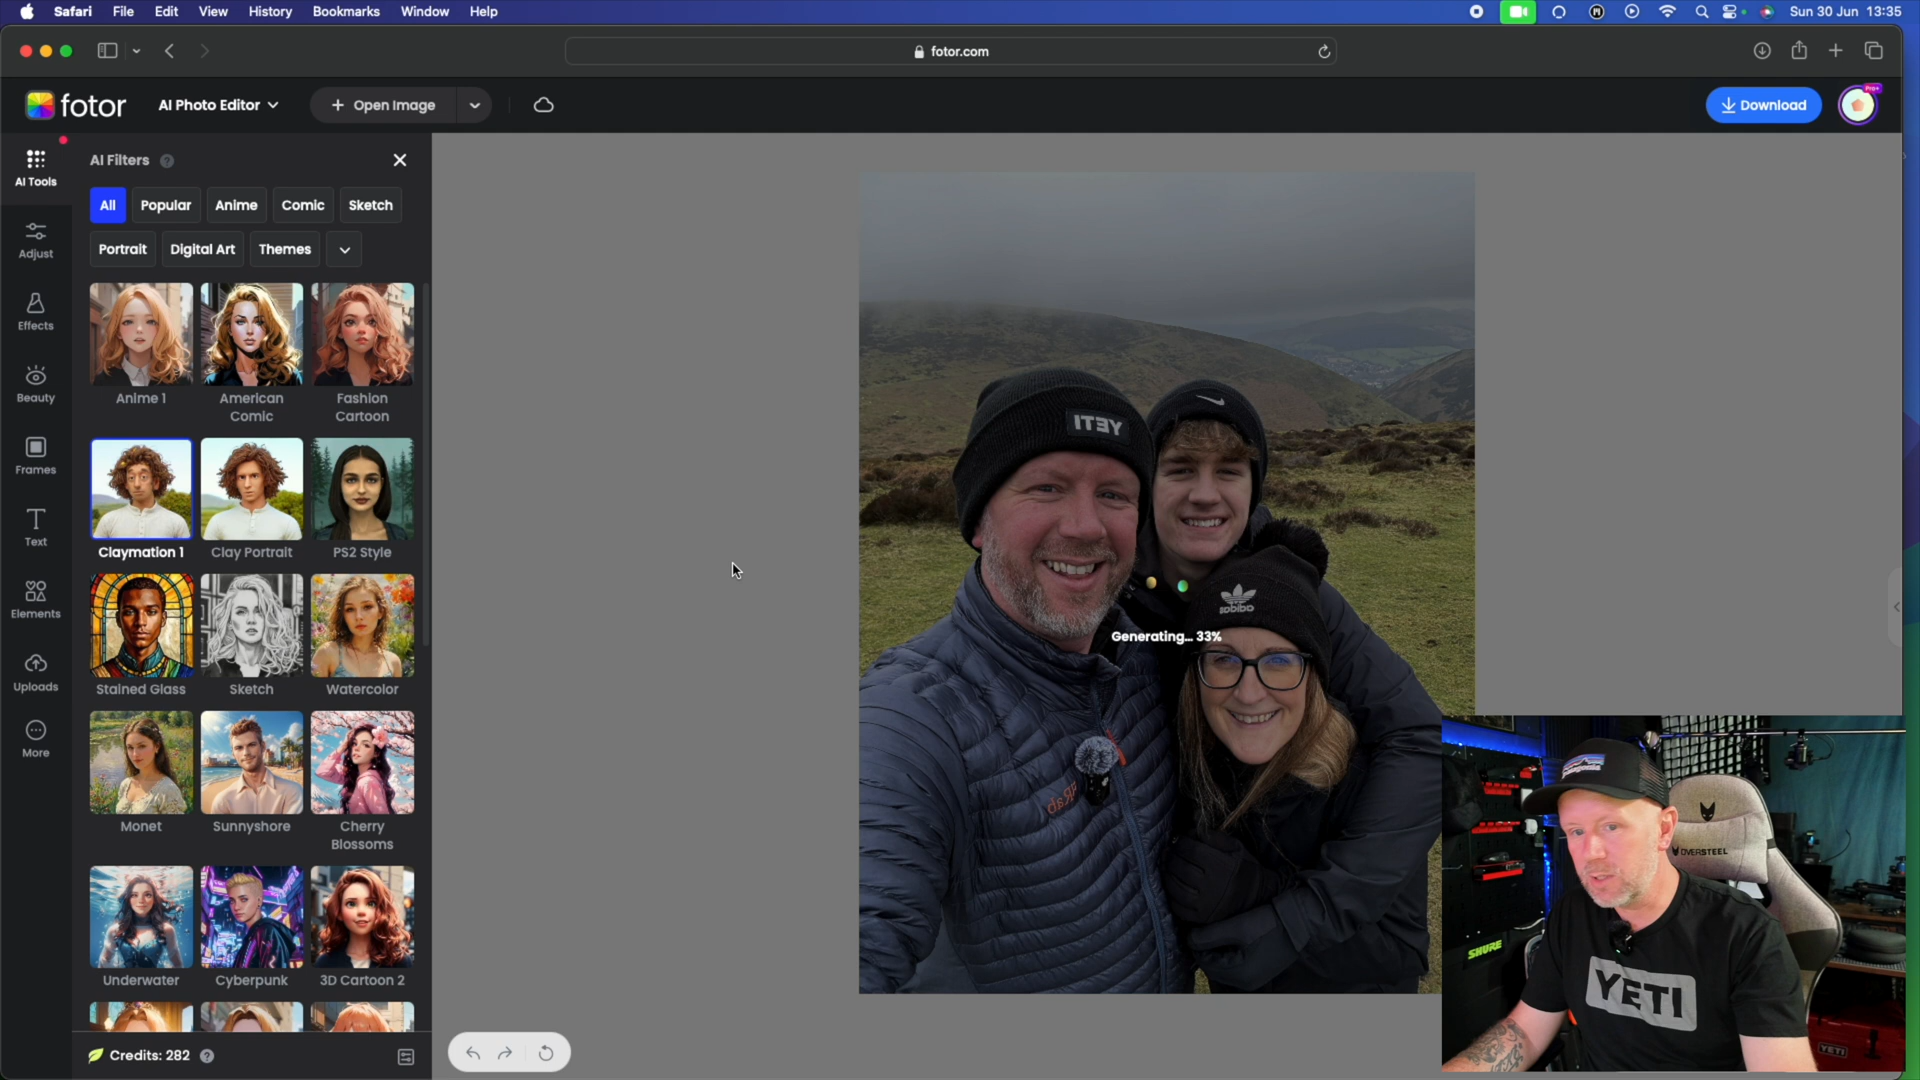 Safari File Edit View History Bookmarks Window Help Sun 30 Jun 13:35
fotor.com
fotor AI Photo Editor + Open Image Download Pro+
AI Tools
Adjust
Effects
Beauty
Frames
Text
Elements
Uploads
More
AI Filters ?
All Popular Anime Comic Sketch
Portrait Digital Art Themes
Anime 1 American Comic Fashion Cartoon
Claymation 1 Clay Portrait PS2 Style
Stained Glass Sketch Watercolor
Monet Sunnyshore Cherry Blossoms
Underwater Cyberpunk 3D Cartoon 2
Credits: 282 ?
YETI
adidas
Rab
Generating... 33%
OVERSTEEL
SHURE
YETI
YETI